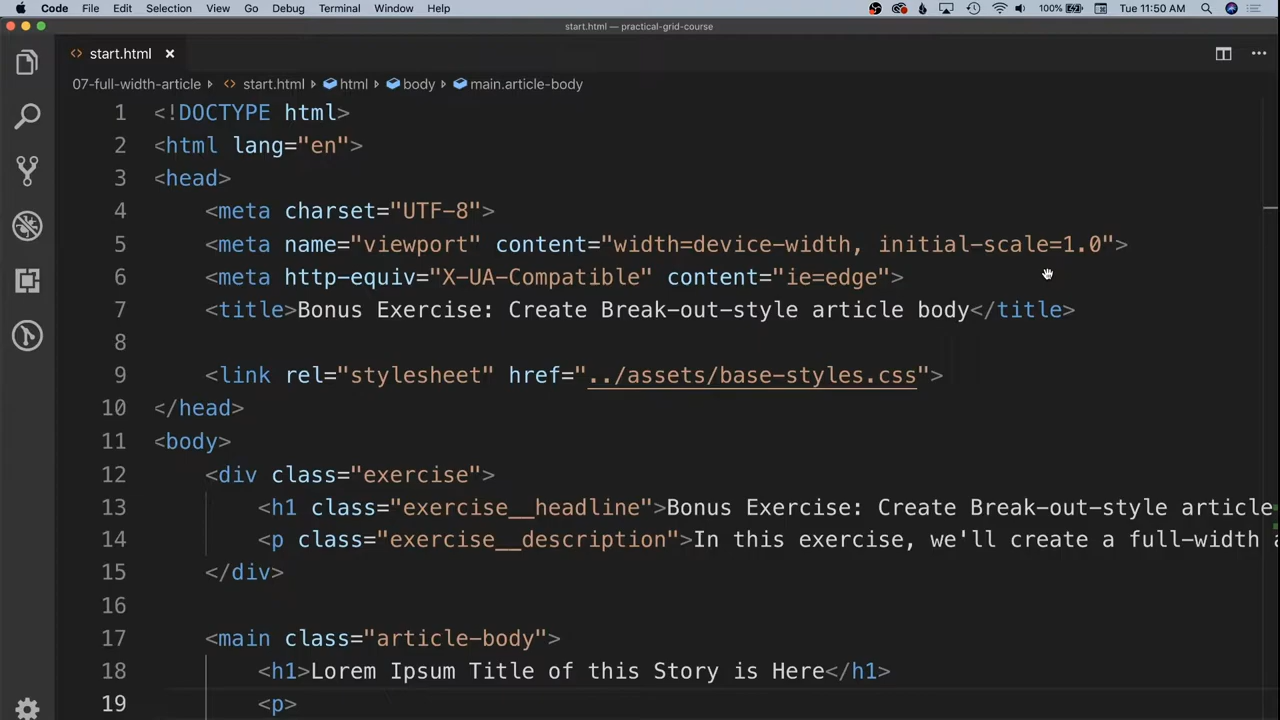 Code File Edit Selection View Go Debug Terminal Window Help 100% Tue 11:50 AM
start.html — practical-grid-course
start.html
07-full-width-article start.html html body main.article-body
1 <!DOCTYPE html>
2 <html lang="en">
3 <head>
4 <meta charset="UTF-8">
5 <meta name="viewport" content="width=device-width, initial-scale=1.0">
6 <meta http-equiv="X-UA-Compatible" content="ie=edge">
7 <title>Bonus Exercise: Create Break-out-style article body</title>
8
9 <link rel="stylesheet" href="../assets/base-styles.css">
10 </head>
11 <body>
12 <div class="exercise">
13 <h1 class="exercise__headline">Bonus Exercise: Create Break-out-style article
14 <p class="exercise__description">In this exercise, we'll create a full-width
15 </div>
16
17 <main class="article-body">
18 <h1>Lorem Ipsum Title of this Story is Here</h1>
19 <p>